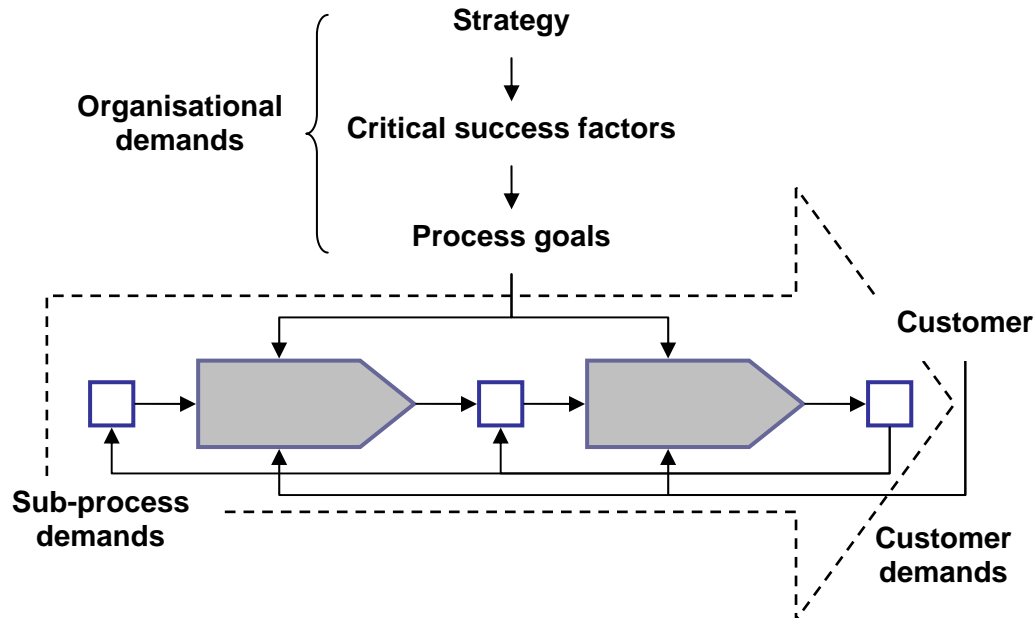 Strategy
Organisational
demands
Critical success factors
Process goals
Customer
Sub-process
demands
Customer
demands